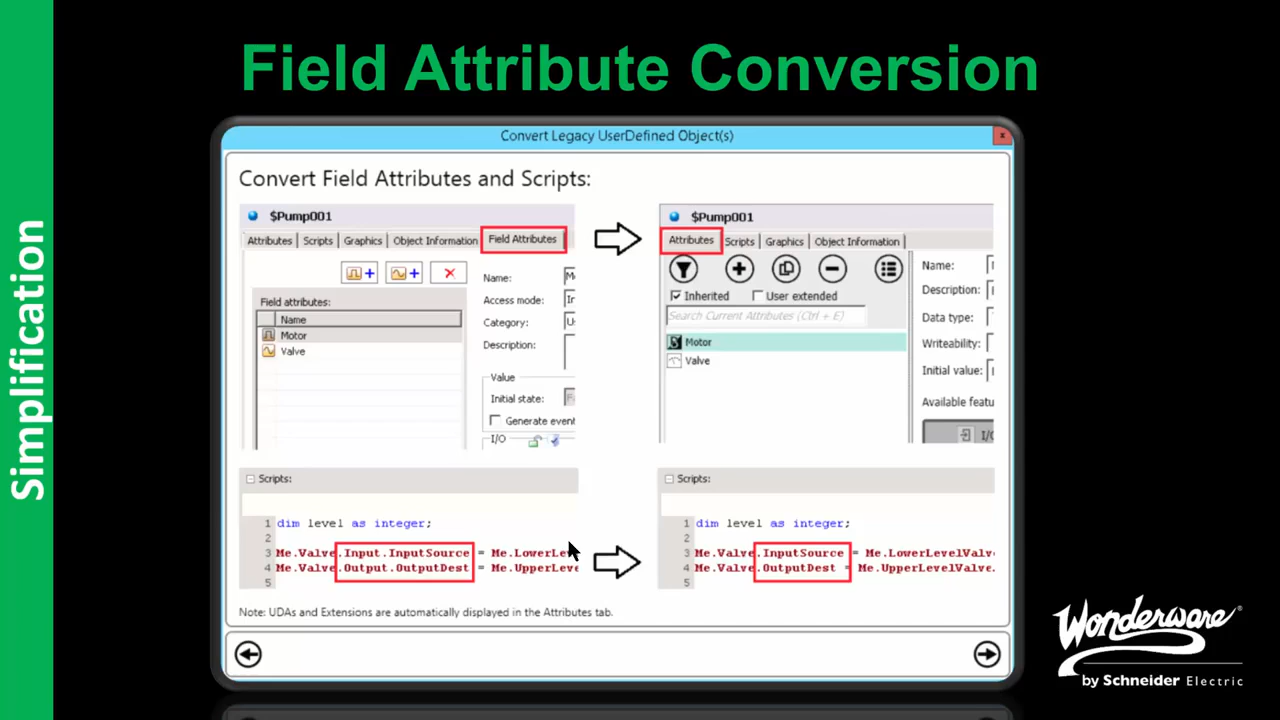 Field Attribute Conversion
Simplification
Convert Legacy UserDefined Object(s)
x
Convert Field Attributes and Scripts:
$Pump001
Attributes Scripts Graphics Object Information Field Attributes
Name:
Access mode:
Category:
Description:
Field attributes:
Name
Motor
Valve
Value
Initial state:
Generate event
I/O
$Pump001
Attributes Scripts Graphics Object Information
Inherited User extended
Search Current Attributes (Ctrl + E)
Motor
Valve
Name:
Description:
Data type:
Writeability:
Initial value:
Available featu
Scripts:
1 dim level as integer;
2
3 Me.Valve.Input.InputSource = Me.LowerLe
4 Me.Valve.Output.OutputDest = Me.UpperLeve
5
Scripts:
1 dim level as integer;
2
3 Me.Valve.InputSource = Me.LowerLevelValv
4 Me.Valve.OutputDest = Me.UpperLevelValve.
5
Note: UDAs and Extensions are automatically displayed in the Attributes tab.
Wonderware®
by Schneider Electric